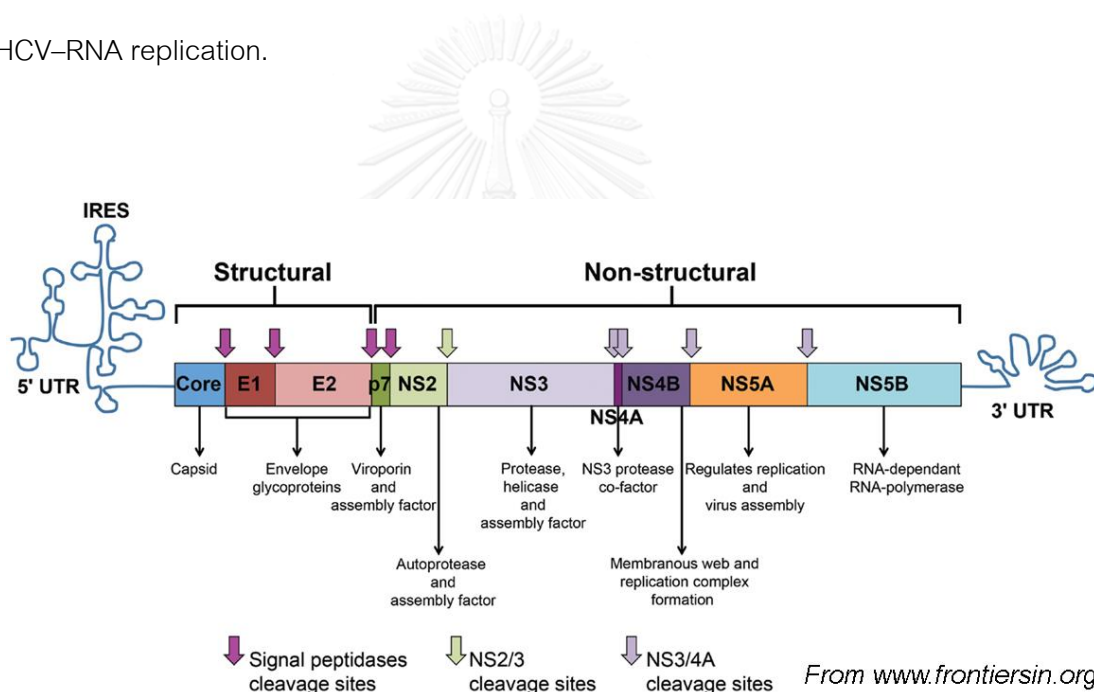 HCV–RNA replication.
IRES
Structural
Non-structural
5' UTR
Core
E1
E2
p7
NS2
NS3
NS4A
NS4B
NS5A
NS5B
3' UTR
Capsid
Envelope
glycoproteins
Viroporin
and
assembly factor
Autoprotease
and
assembly factor
Protease,
helicase
and
assembly factor
NS3 protease
co-factor
Membranous web and
replication complex
formation
Regulates replication
and
virus assembly
RNA-dependant
RNA-polymerase
Signal peptidases
cleavage sites
NS2/3
cleavage sites
NS3/4A
cleavage sites
From www.frontiersin.org